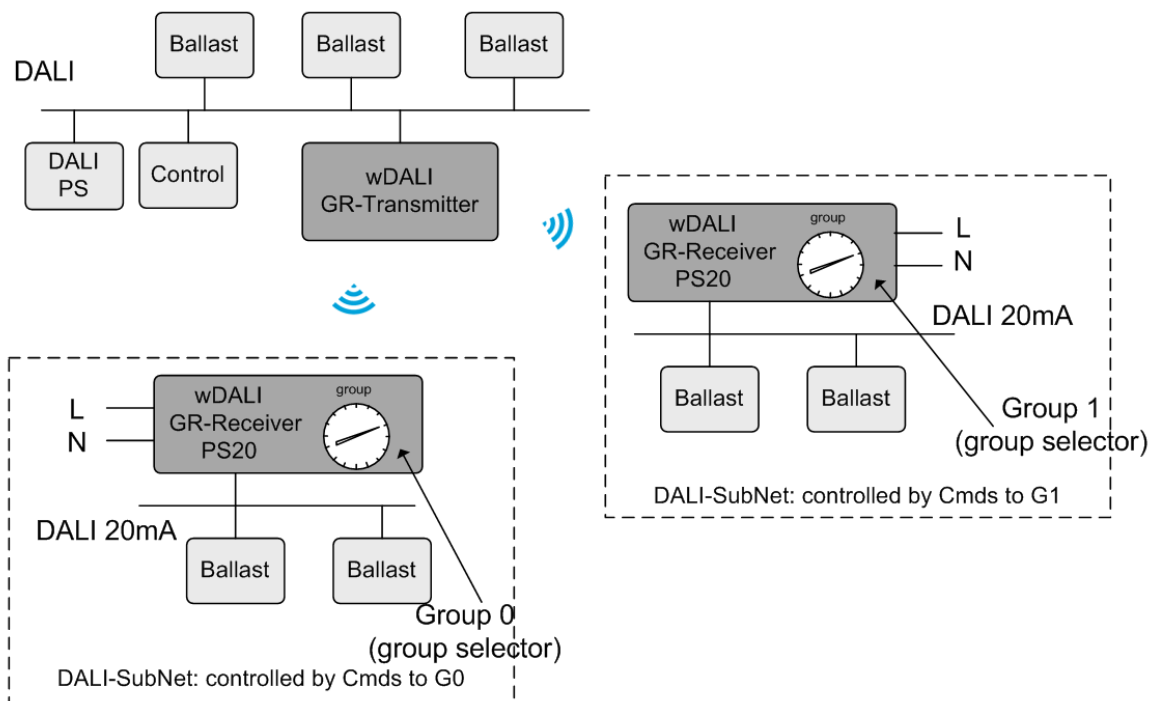 Ballast
Ballast
Ballast
DALI
DALI
PS
Control
wDALI
GR-Transmitter
wDALI
GR-Receiver
PS20
group
L
N
DALI 20mA
Ballast
Ballast
Group 1
(group selector)
DALI-SubNet: controlled by Cmds to G1
L
N
wDALI
GR-Receiver
PS20
group
DALI 20mA
Ballast
Ballast
Group 0
(group selector)
DALI-SubNet: controlled by Cmds to G0